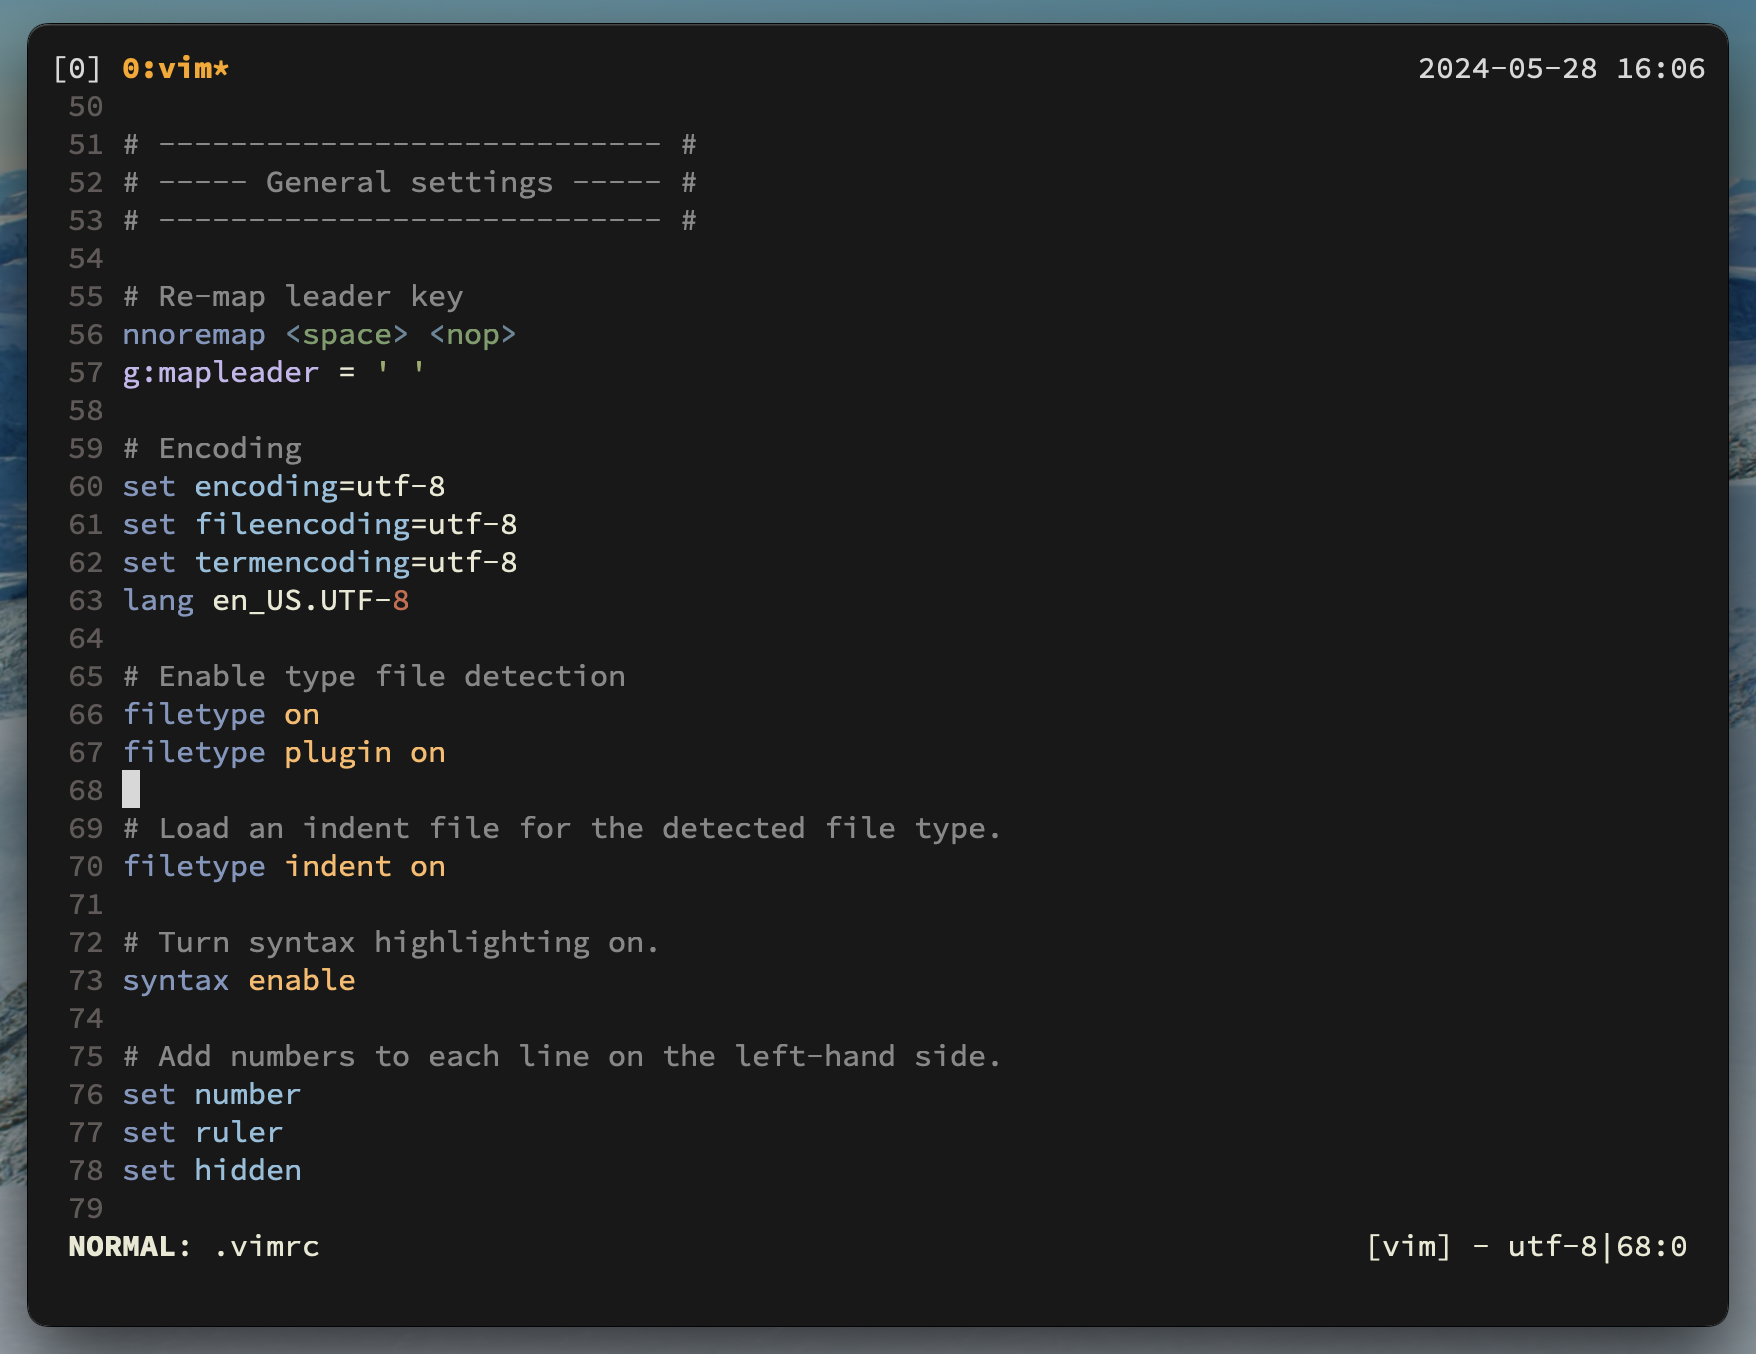 [0] 0:vim* 2024-05-28 16:06
50
51 # ---------------------------- #
52 # ----- General settings ----- #
53 # ---------------------------- #
54
55 # Re-map leader key
56 nnoremap <space> <nop>
57 g:mapleader = ' '
58
59 # Encoding
60 set encoding=utf-8
61 set fileencoding=utf-8
62 set termencoding=utf-8
63 lang en_US.UTF-8
64
65 # Enable type file detection
66 filetype on
67 filetype plugin on
68
69 # Load an indent file for the detected file type.
70 filetype indent on
71
72 # Turn syntax highlighting on.
73 syntax enable
74
75 # Add numbers to each line on the left-hand side.
76 set number
77 set ruler
78 set hidden
79
NORMAL: .vimrc [vim] - utf-8|68:0